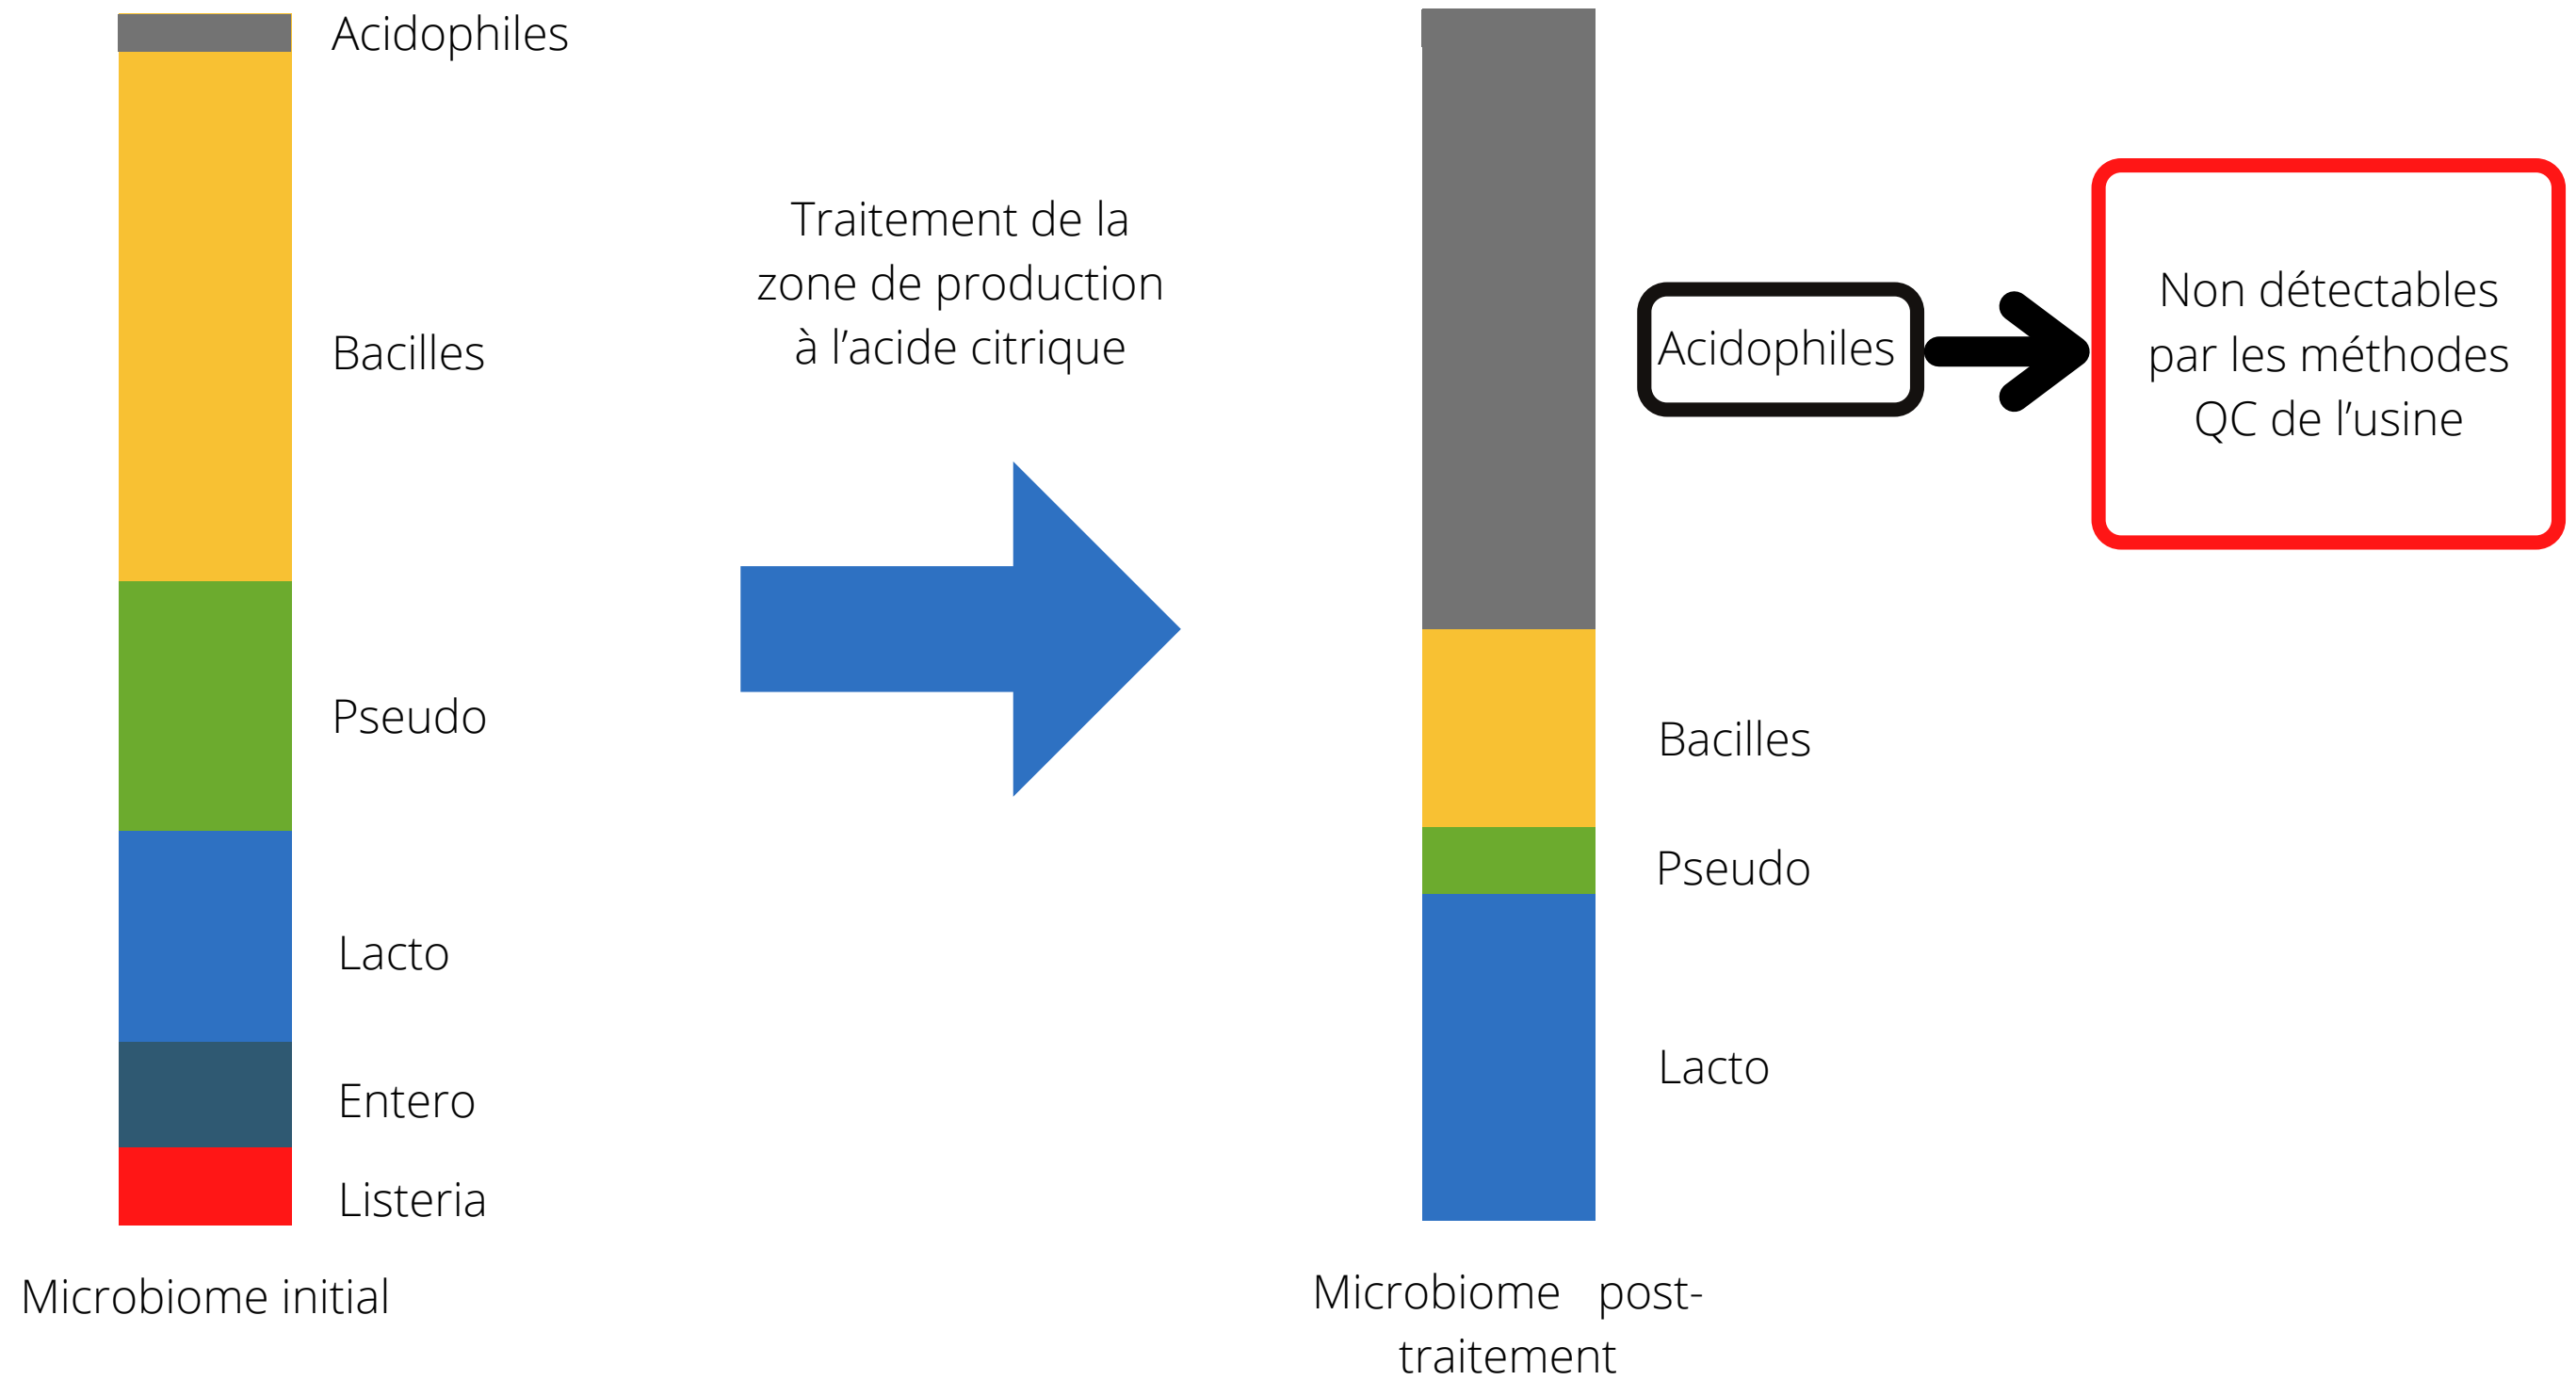 Acidophiles
Bacilles
Pseudo
Lacto
Entero
Listeria
Microbiome initial
Traitement de la
zone de production
à l'acide citrique
Acidophiles
Non détectables
par les méthodes
QC de l'usine
Bacilles
Pseudo
Lacto
Microbiome post-
traitement